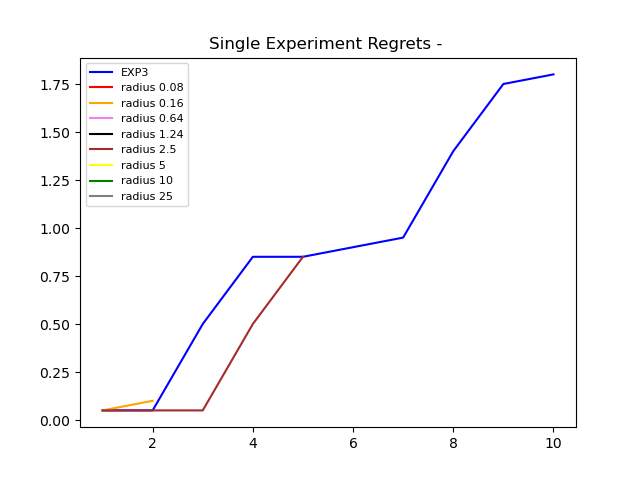 Single Experiment Regrets -
EXP3
radius 0.08
radius 0.16
radius 0.64
radius 1.24
radius 2.5
radius 5
radius 10
radius 25
1.75
1.50
1.25
1.00
0.75
0.50
0.25
0.00
2 4 6 8 10